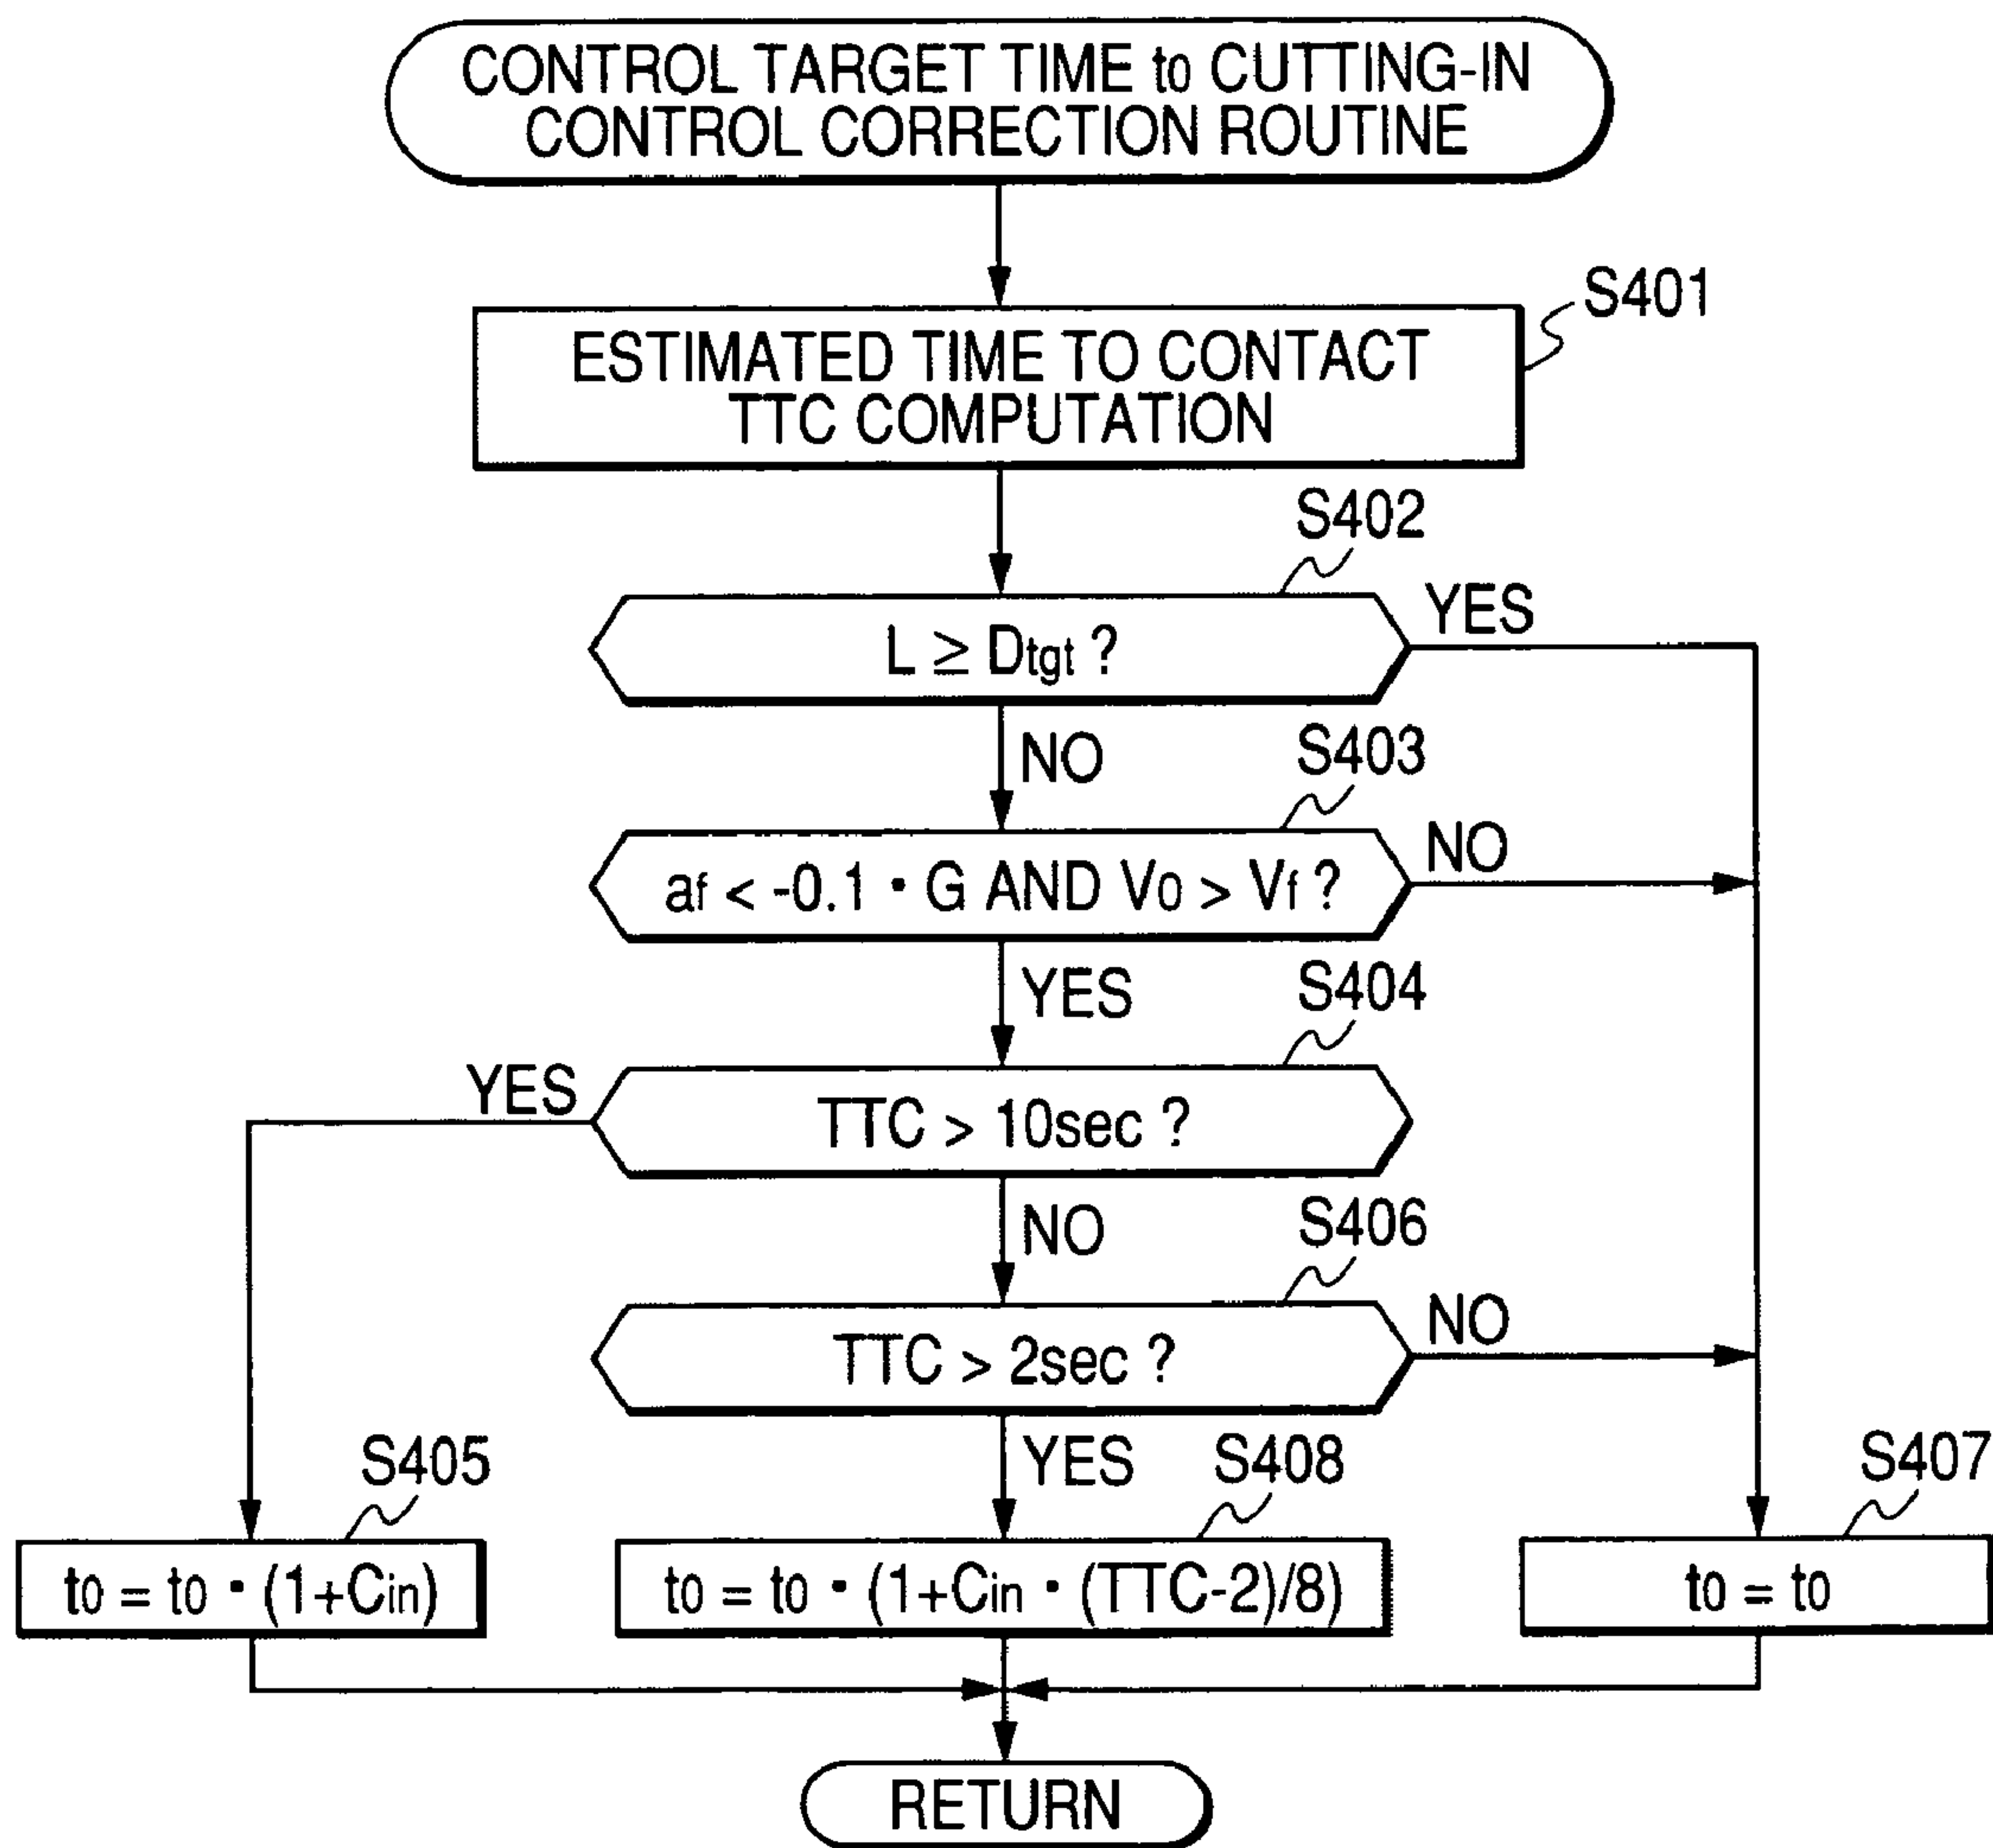 CONTROL TARGET TIME t0 CUTTING-IN
CONTROL CORRECTION ROUTINE
S401
ESTIMATED TIME TO CONTACT
TTC COMPUTATION
S402
L ≧ Dtgt ?
YES
NO
S403
af < -0.1 · G AND V0 > Vf ?
NO
YES
S404
YES
TTC > 10sec ?
NO
S406
TTC > 2sec ?
NO
YES
S405
S408
S407
t0 = t0 · (1+Cin)
t0 = t0 · (1+Cin · (TTC-2)/8)
t0 = t0
RETURN